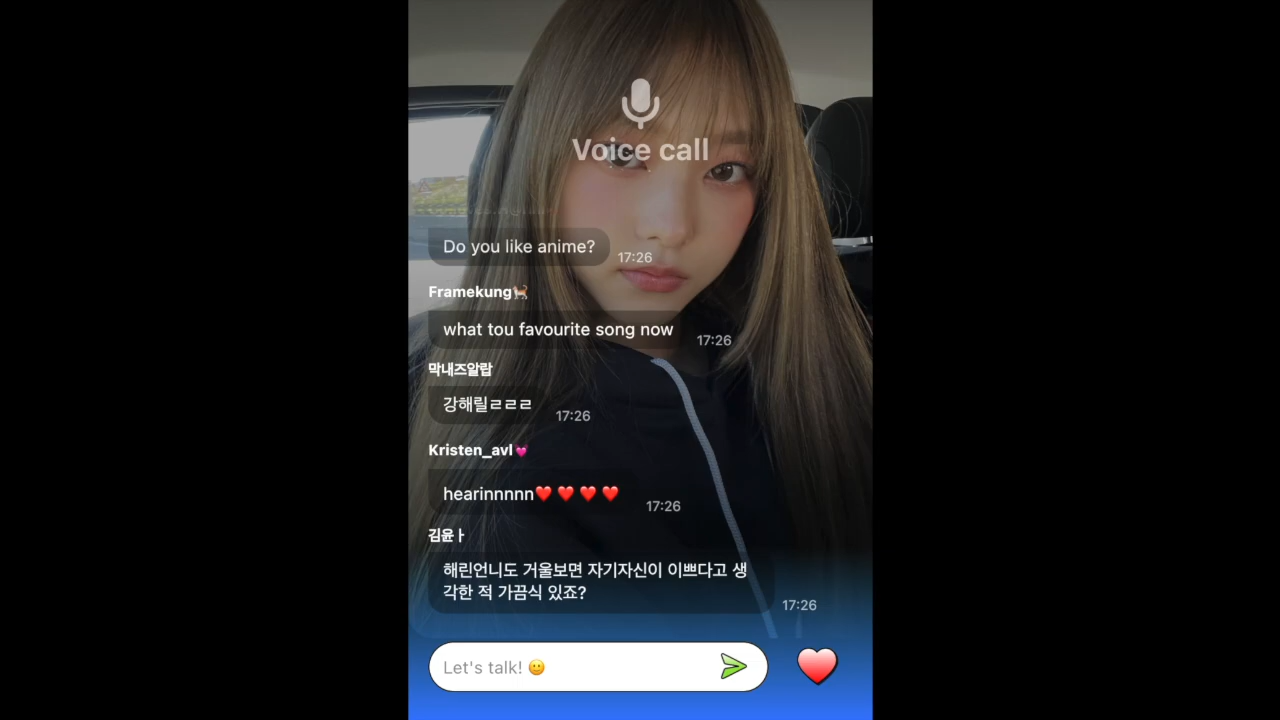 Voice call
Do you like anime?
17:26
Framekung🐈
what tou favourite song now
17:26
막내즈알랍
강해릴ㄹㄹㄹ
17:26
Kristen_avl💓
hearinnnnn❤️❤️❤️❤️
17:26
김윤ㅏ
해린언니도 거울보면 자기자신이 이쁘다고 생
각한 적 가끔식 있죠?
17:26
Let's talk! 🙂